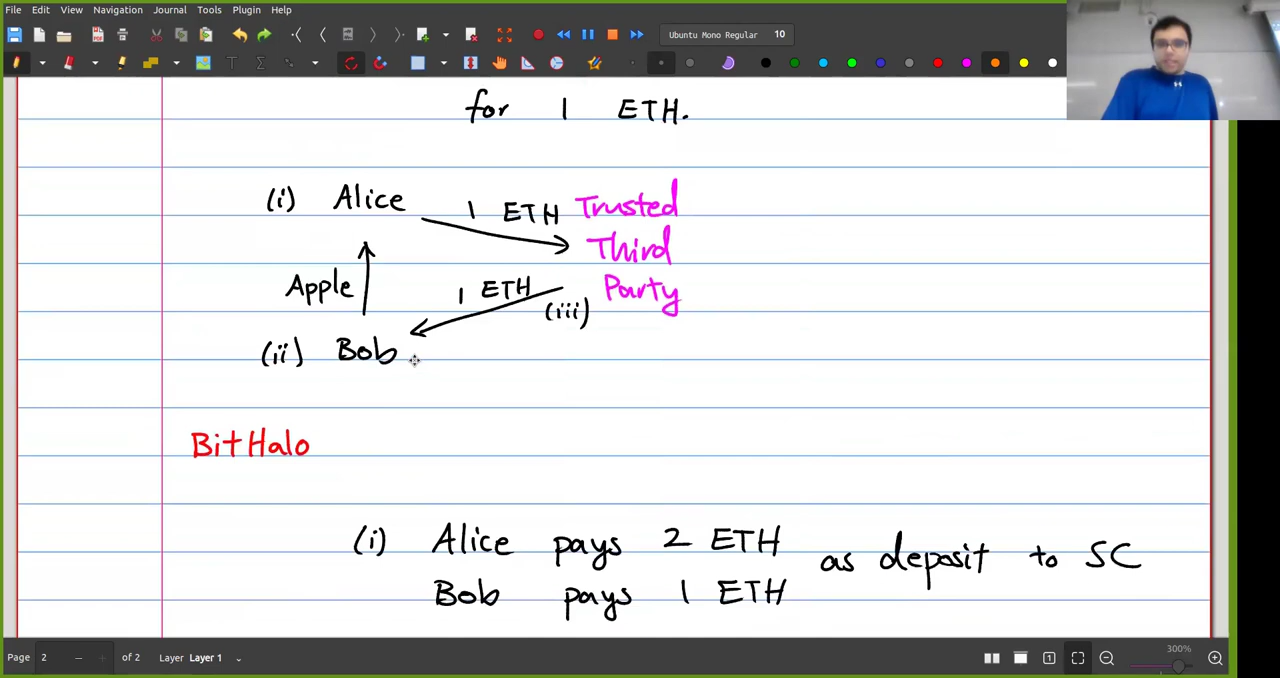 File Edit View Navigation Journal Tools Plugin Help
Ubuntu Mono Regular 10
for 1 ETH.
(i) Alice 1 ETH Trusted
Third
Apple 1 ETH Party
(iii)
(ii) Bob
BitHalo
(i) Alice pays 2 ETH as deposit to SC
Bob pays 1 ETH
Page 2 of 2 Layer Layer 1 300%